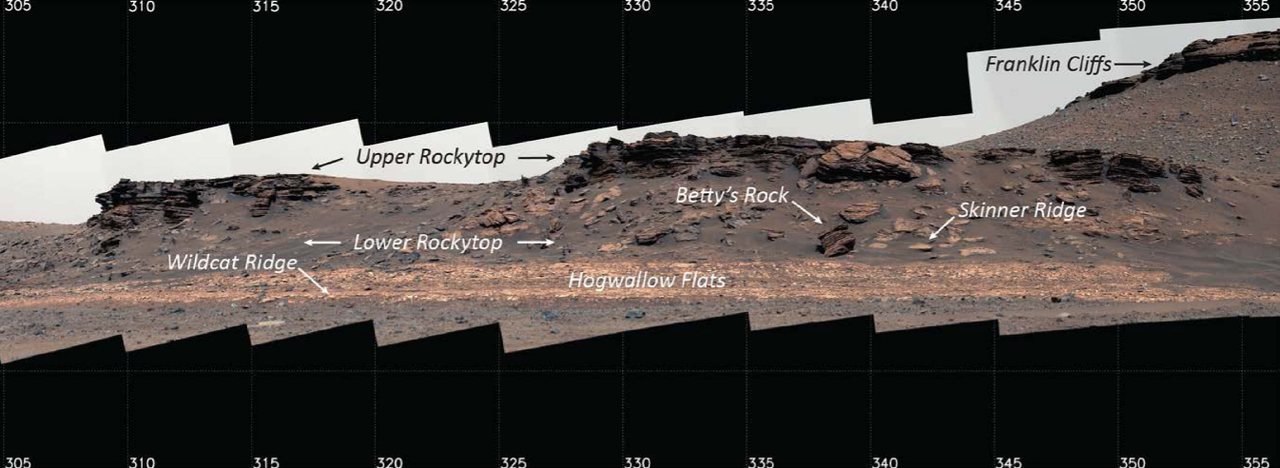 305 310 315 320 325 330 335 340 345 350 355
Franklin Cliffs
Upper Rockytop
Betty's Rock
Skinner Ridge
Lower Rockytop
Wildcat Ridge
Hogwallow Flats
305 310 315 320 325 330 335 340 345 350 355